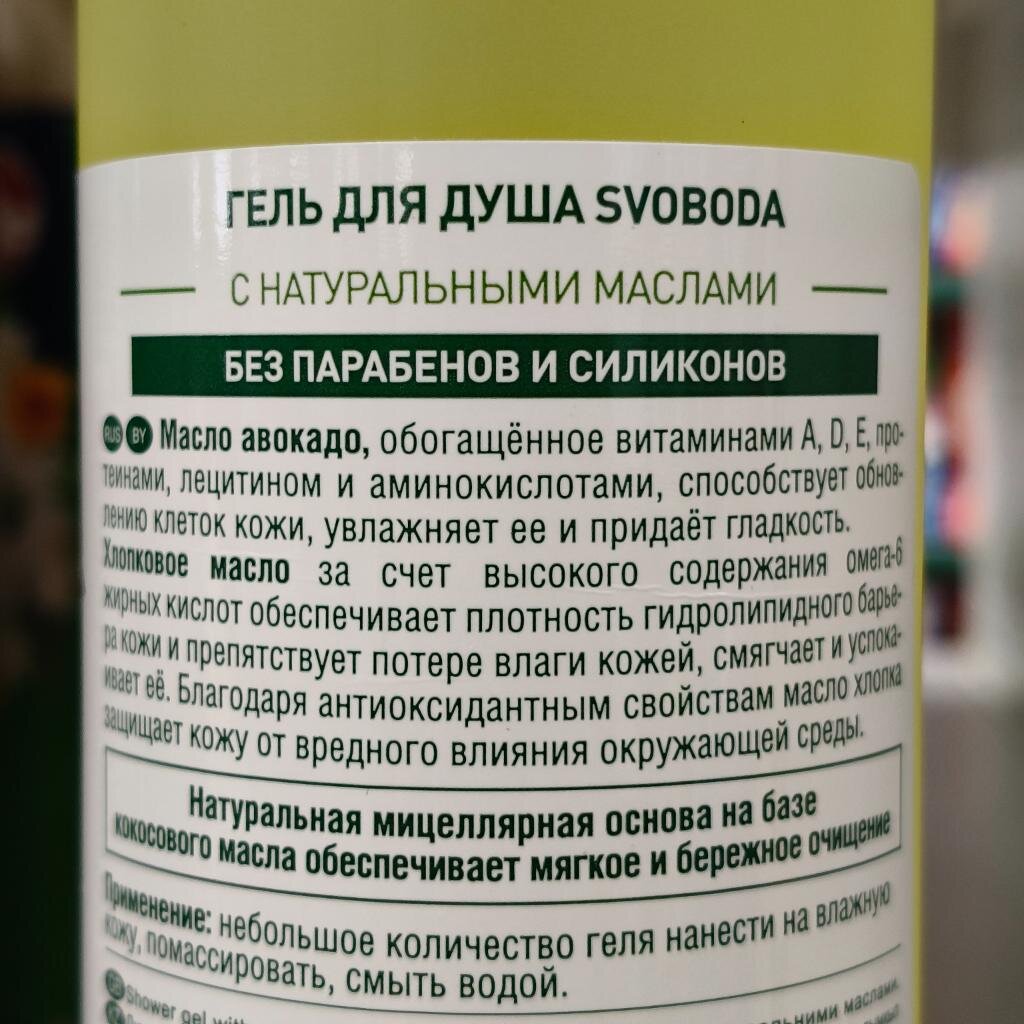 ГЕЛЬ ДЛЯ ДУША SVOBODA
С НАТУРАЛЬНЫМИ МАСЛАМИ
БЕЗ ПАРАБЕНОВ И СИЛИКОНОВ
RUS BY Масло авокадо, обогащённое витаминами А, D, Е, про-
теинами, лецитином и аминокислотами, способствует обнов-
лению клеток кожи, увлажняет ее и придаёт гладкость.
Хлопковое масло за счет высокого содержания омега-6
жирных кислот обеспечивает плотность гидролипидного барье-
ра кожи и препятствует потере влаги кожей, смягчает и успока-
ивает её. Благодаря антиоксидантным свойствам масло хлопка
защищает кожу от вредного влияния окружающей среды.
Натуральная мицеллярная основа на базе
кокосового масла обеспечивает мягкое и бережное очищение
Применение: небольшое количество геля нанести на влажную
кожу, помассировать, смыть водой.
Shower gel with
маслами.